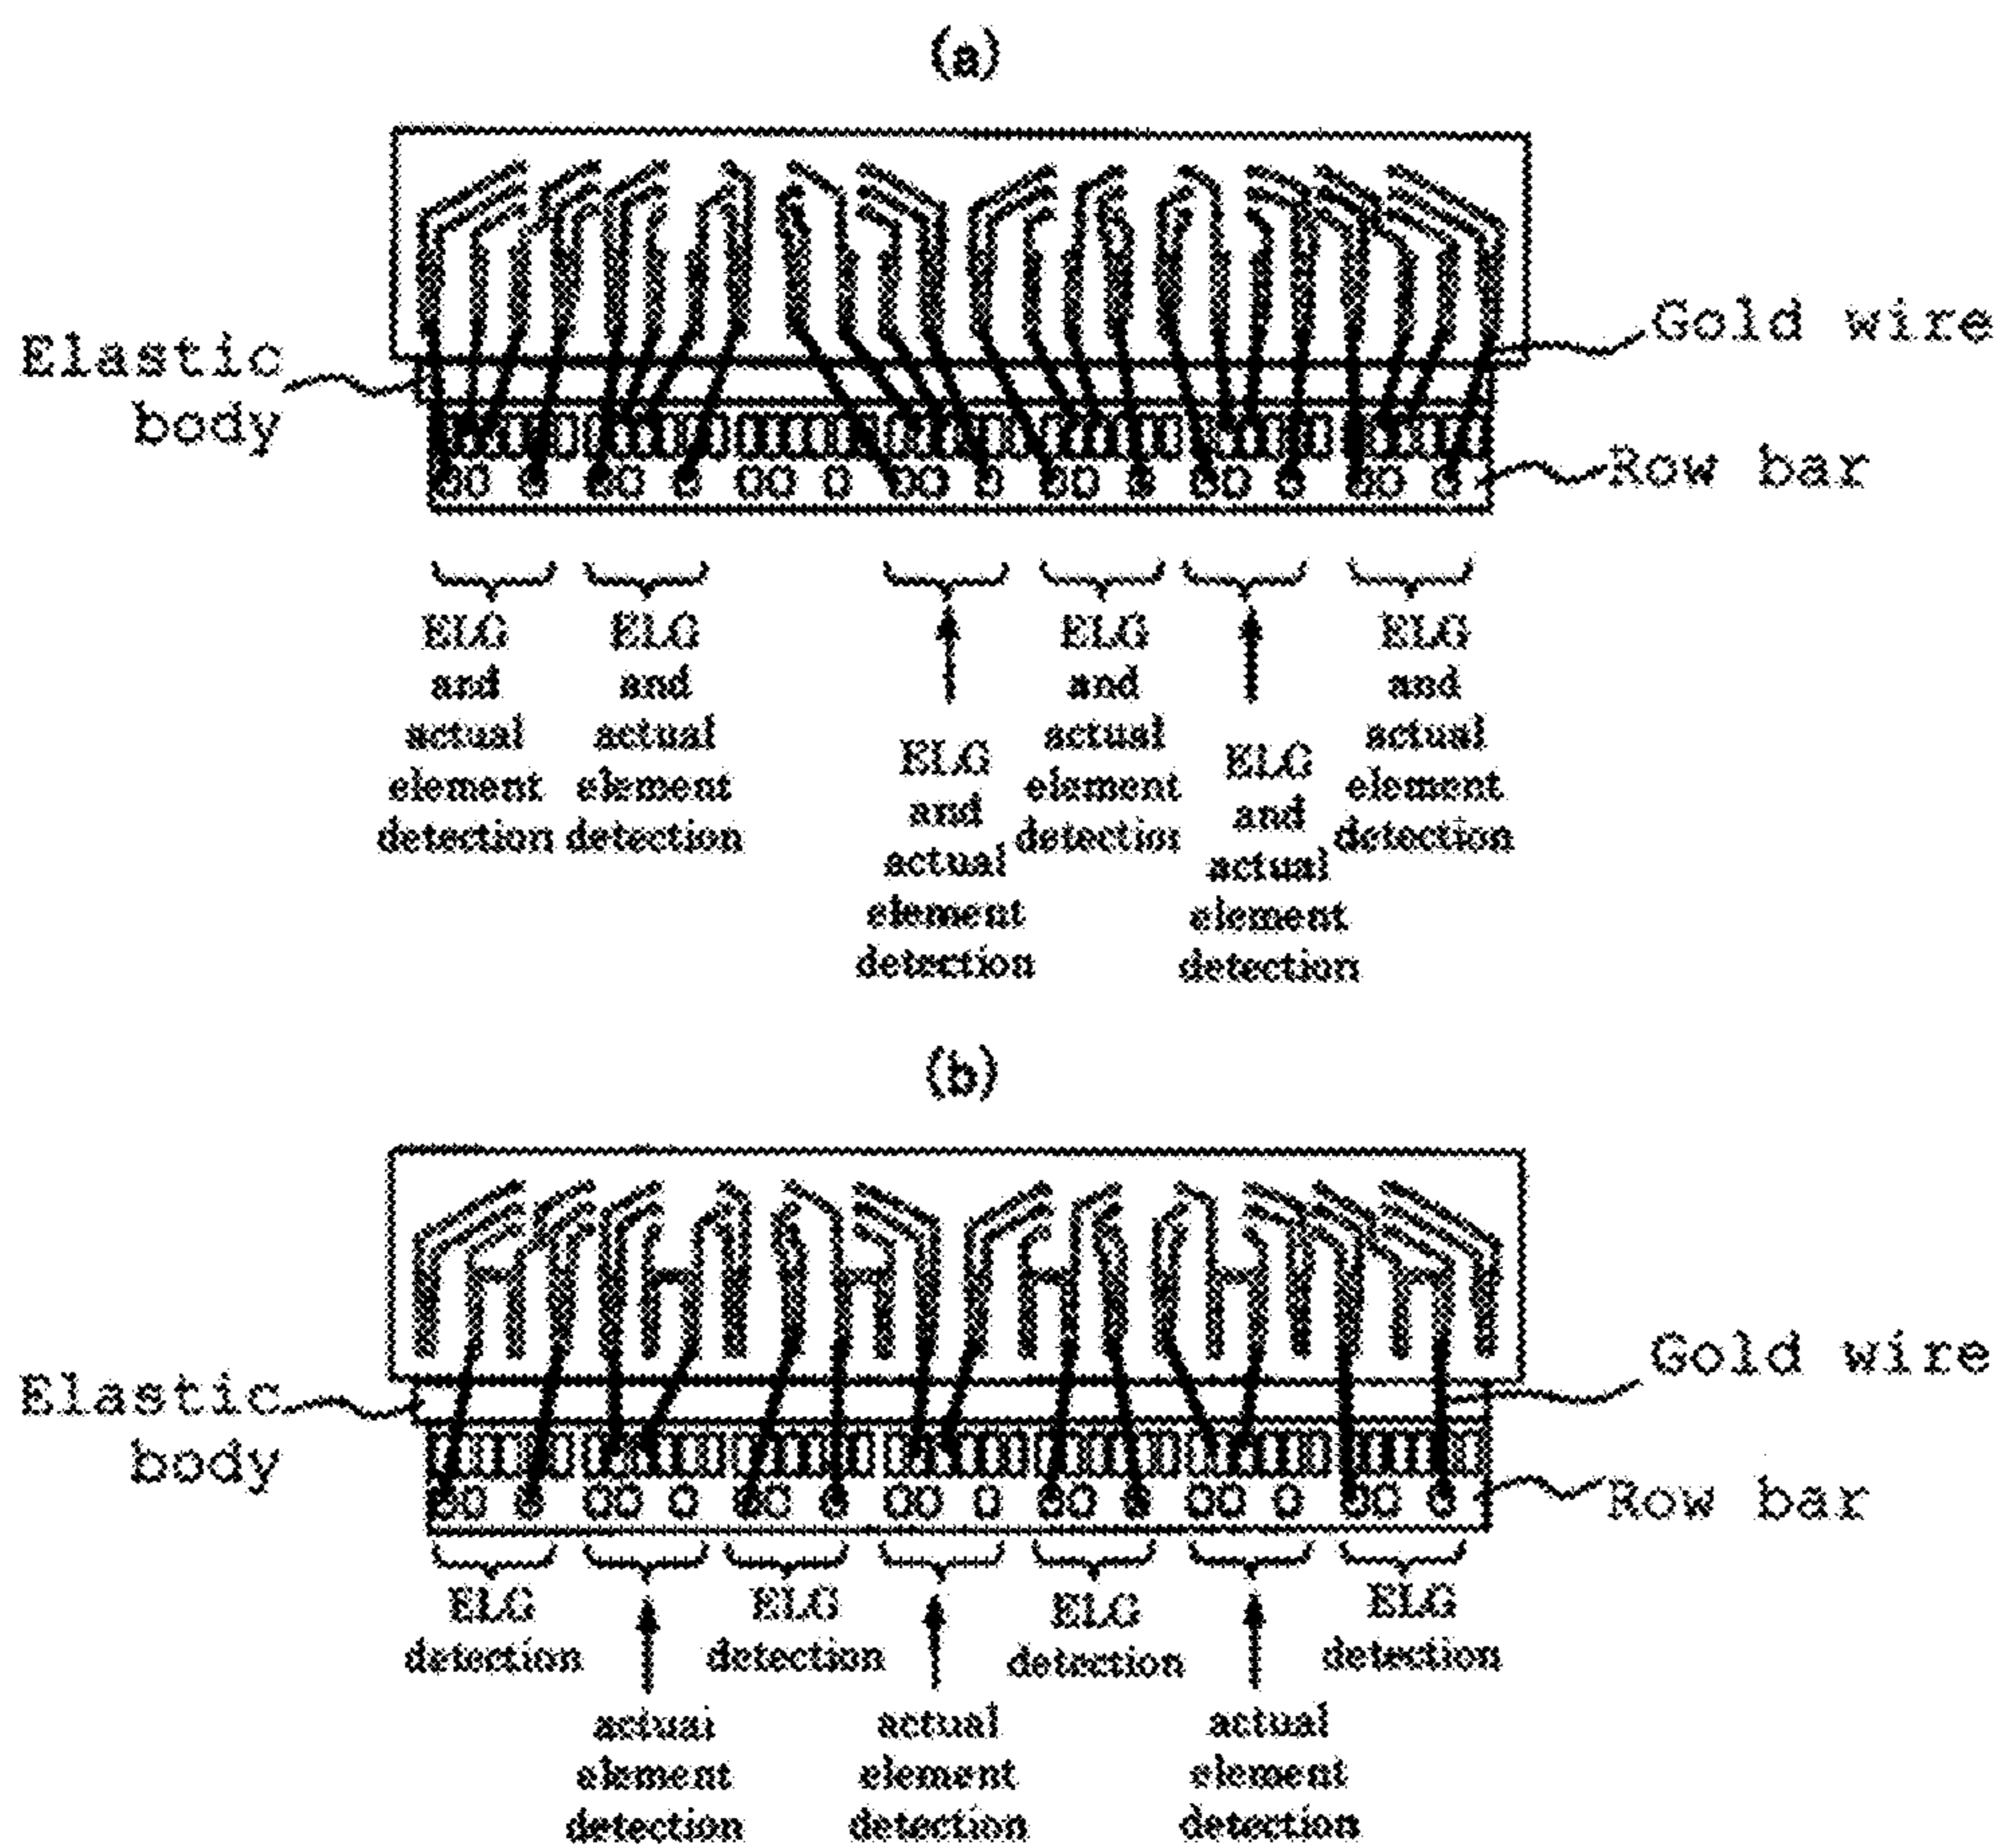 (a)
Elastic
body
Gold wire
Row bar
ELG
and
actual
element
detection
ELG
and
actual
element
detection
ELG
and
actual
element
detection
ELG
and
actual
element
detection
ELG
and
actual
element
detection
ELG
and
actual
element
detection
(b)
Elastic
body
Gold wire
Row bar
ELG
detection
actual
element
detection
ELG
detection
actual
element
detection
ELG
detection
actual
element
detection
ELG
detection